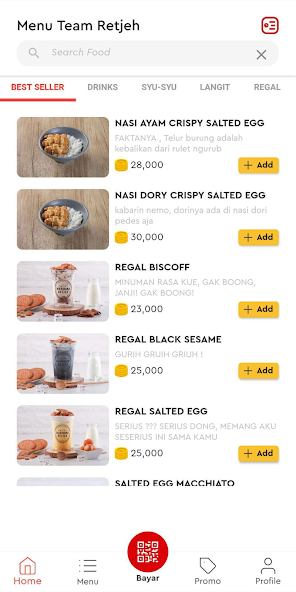 Menu Team Retjeh
Search Food
BEST SELLER DRINKS SYU-SYU LANGIT REGAL
NASI AYAM CRISPY SALTED EGG
FAKTANYA , Telur burung adalah
kebalikan dari rulet ngurub
28,000 + Add
NASI DORY CRISPY SALTED EGG
kabarin nemo, dorinya ada di nasi dori
pedes aja
30,000 + Add
REGAL BISCOFF
MINUMAN RASA KUE, GAK BOONG,
JANJI! GAK BOONG!
23,000 + Add
REGAL BLACK SESAME
GURIH GRUIH GRIUH !
25,000 + Add
REGAL SALTED EGG
SERIUS ??? SERIUS DONG, MEMANG AKU
SESERIUS INI SAMA KAMU
25,000 + Add
SALTED EGG MACCHIATO
Home Menu Bayar Promo Profile